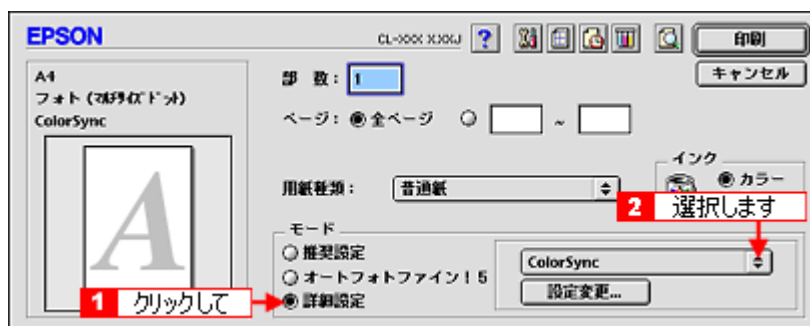 EPSON
CL-XXXX X.XXXJ
?
印刷
キャンセル
A4
フォト (マルチサイズドット)
ColorSync
A
部 数： 1
ページ： 全ページ ～
用紙種類： 普通紙
インク
カラー
2 選択します
モード
推奨設定
オートフォトファイン！5
詳細設定
1 クリックして
ColorSync
設定変更...